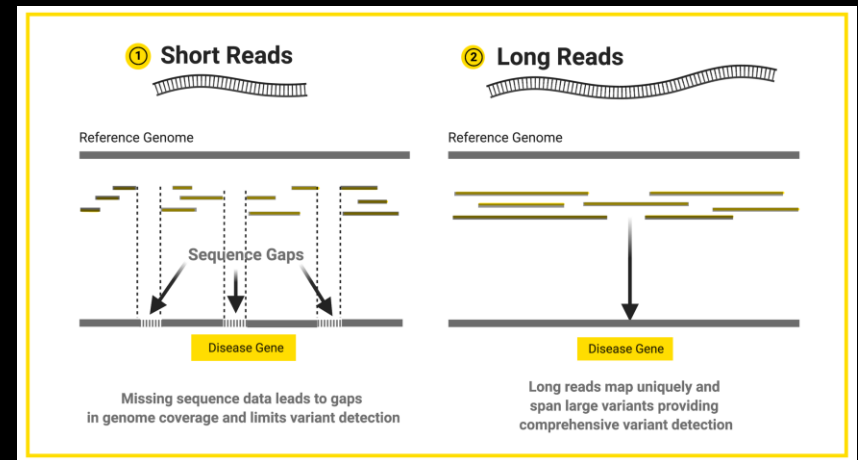 1 Short Reads
Reference Genome
Sequence Gaps
Disease Gene
Missing sequence data leads to gaps
in genome coverage and limits variant detection
2 Long Reads
Reference Genome
Disease Gene
Long reads map uniquely and
span large variants providing
comprehensive variant detection